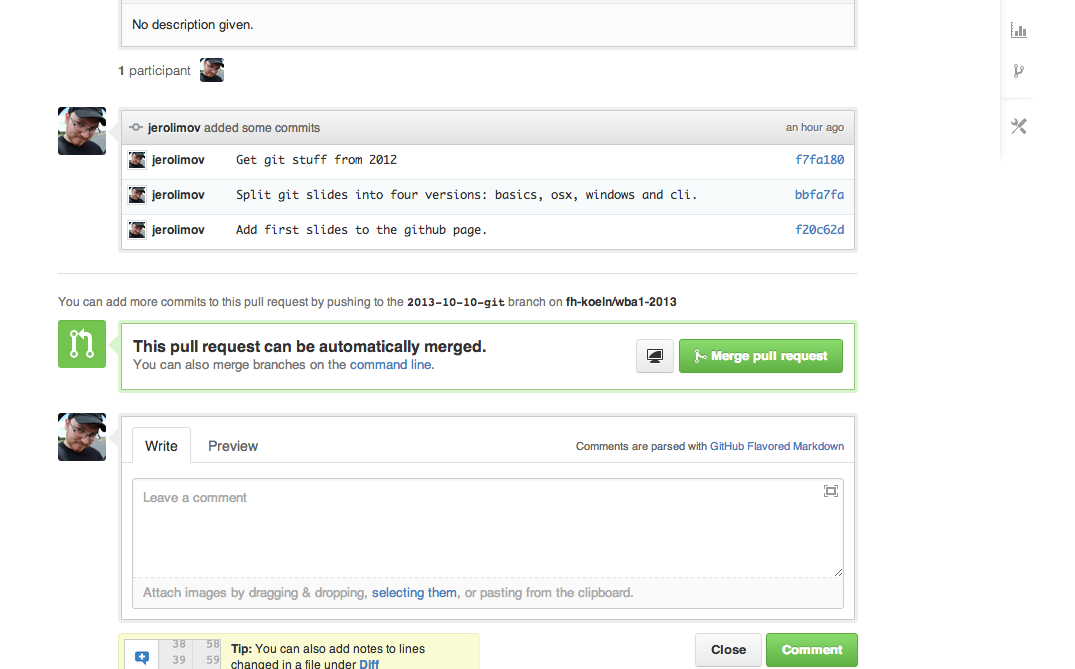 No description given.
1 participant
jerolimov added some commits an hour ago
jerolimov Get git stuff from 2012 f7fa180
jerolimov Split git slides into four versions: basics, osx, windows and cli. bbfa7fa
jerolimov Add first slides to the github page. f20c62d
You can add more commits to this pull request by pushing to the 2013-10-10-git branch on fh-koeln/wba1-2013
This pull request can be automatically merged.
You can also merge branches on the command line.
Merge pull request
Write Preview Comments are parsed with GitHub Flavored Markdown
Leave a comment
Attach images by dragging & dropping, selecting them, or pasting from the clipboard.
38 58 Tip: You can also add notes to lines
39 59 changed in a file under Diff
Close Comment